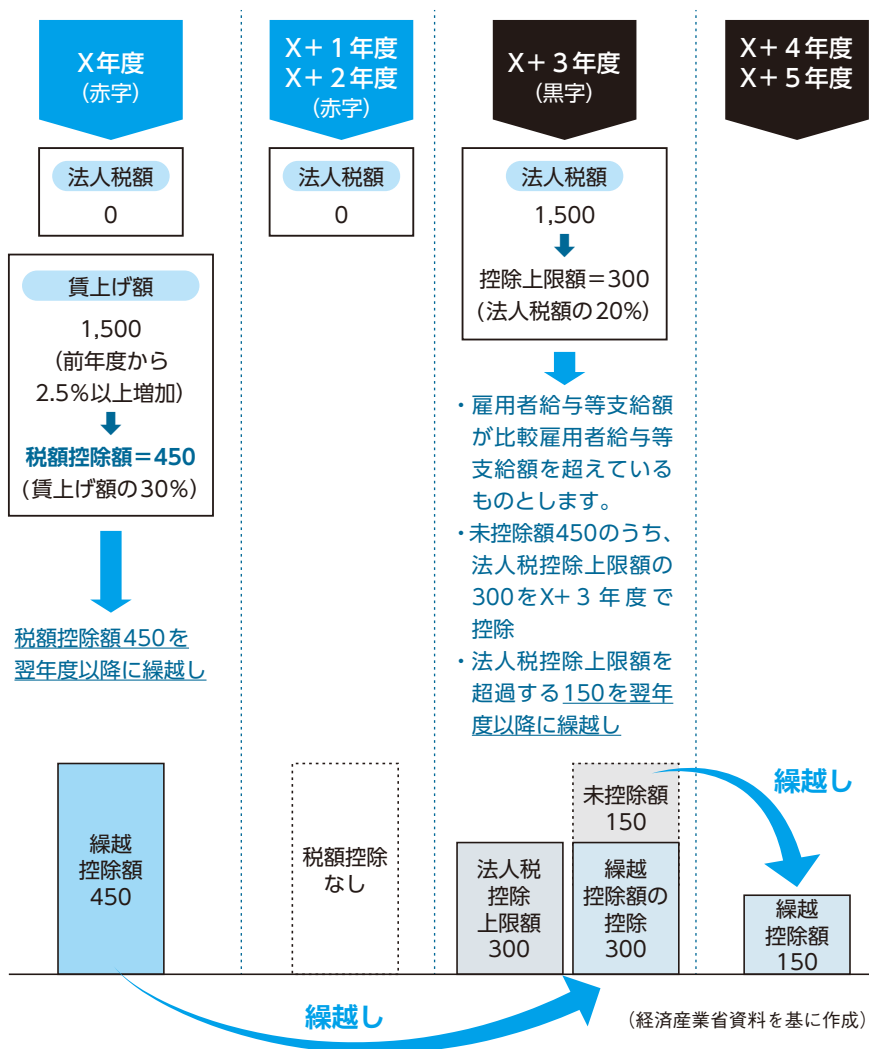 X年度
(赤字)
法人税額
0
賃上げ額
1,500
(前年度から
2.5%以上増加)
税額控除額=450
(賃上げ額の30%)
税額控除額450を
翌年度以降に繰越し
繰越
控除額
450
X+1年度
X+2年度
(赤字)
法人税額
0
税額控除
なし
X+3年度
(黒字)
法人税額
1,500
控除上限額=300
(法人税額の20%)
・雇用者給与等支給額
が比較雇用者給与等
支給額を超えている
ものとします。
・未控除額450のうち、
法人税控除上限額の
300をX+3年度で
控除
・法人税控除上限額を
超過する150を翌年
度以降に繰越し
法人税
控除
上限額
300
未控除額
150
繰越
控除額の
控除
300
X+4年度
X+5年度
繰越し
繰越
控除額
150
繰越し
(経済産業省資料を基に作成)